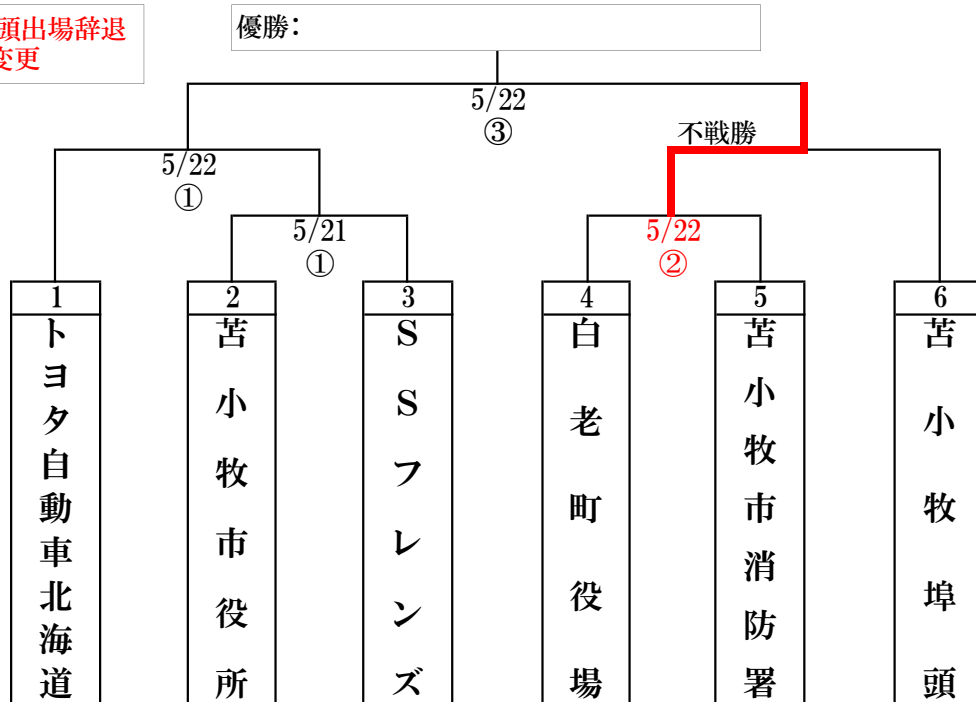 頭出場辞退
変更
優勝：
5/22
③
不戦勝
5/22
①
5/21
①
5/22
②
1
2
3
4
5
6
トヨタ自動車北海道
苫小牧市役所
SSフレンズ
白老町役場
苫小牧市消防署
苫小牧埠頭